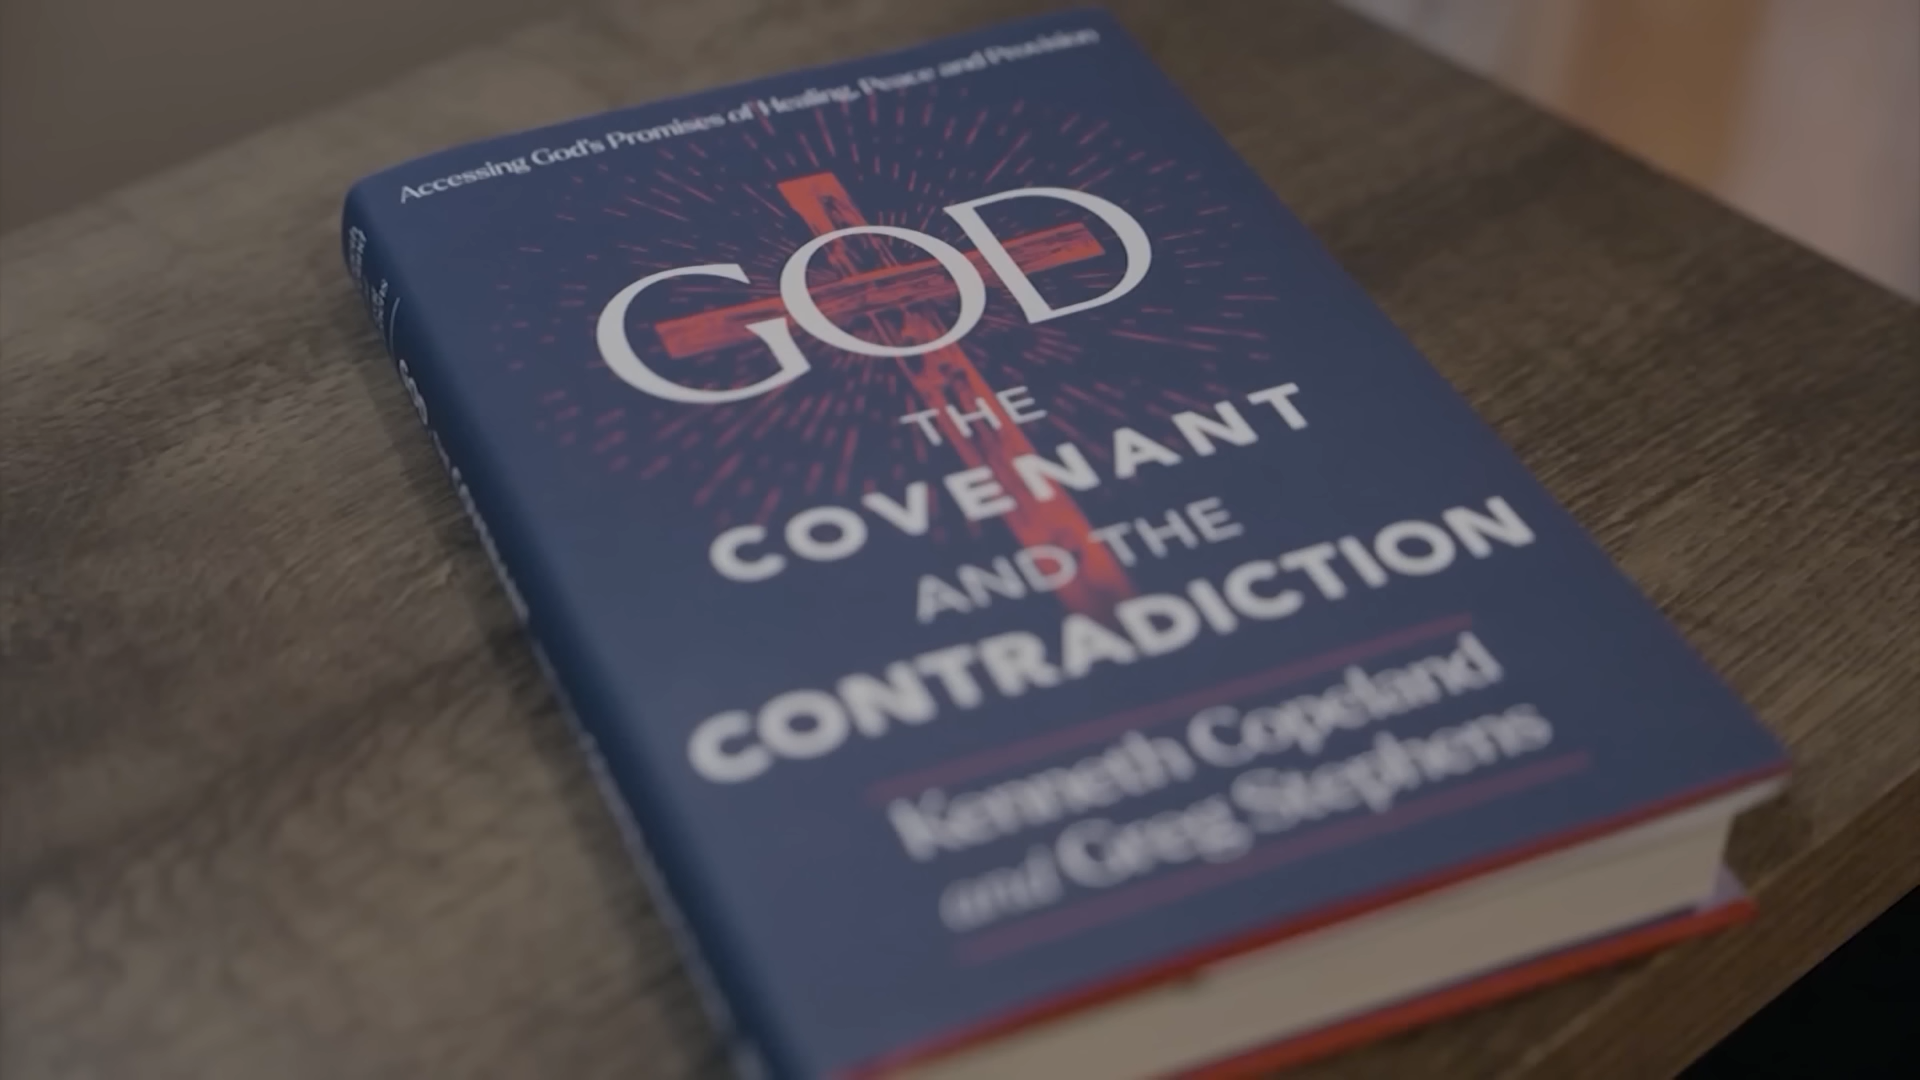 Accessing God's Promises of Healing, Peace and Provision
GOD
THE
COVENANT
AND THE
CONTRADICTION
Kenneth Copeland
and Greg Stephens